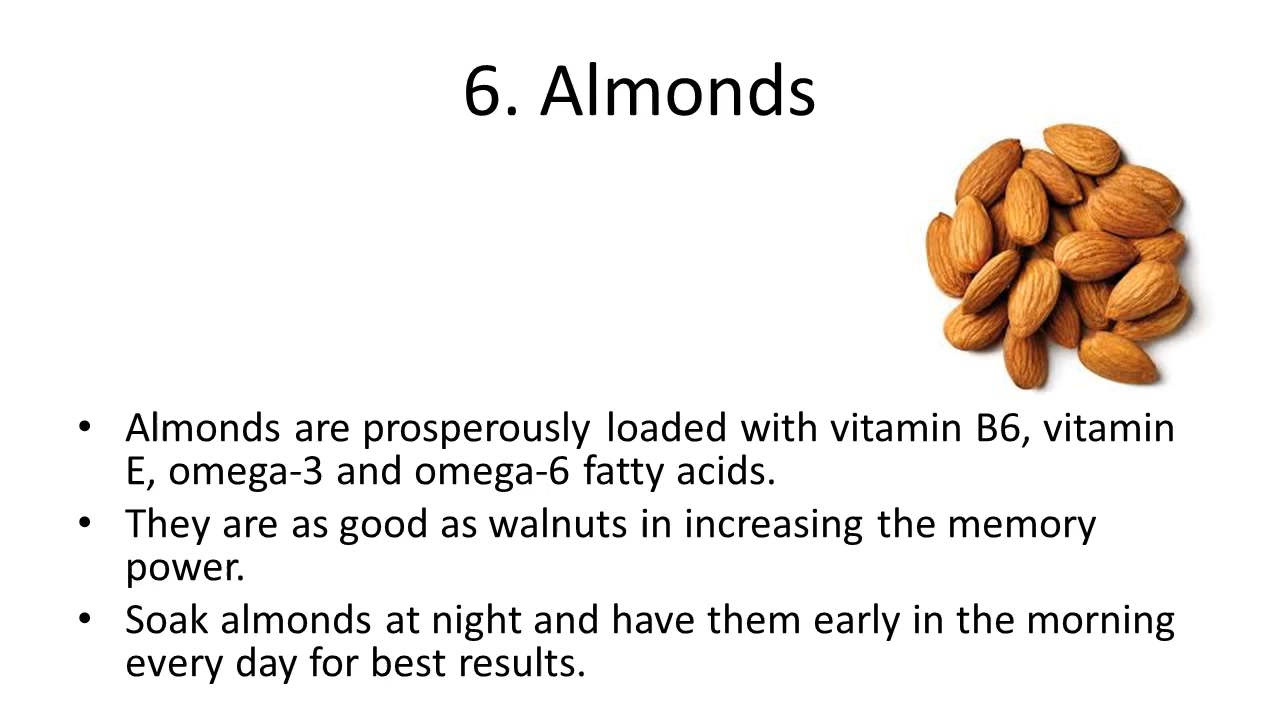 6. Almonds
• Almonds are prosperously loaded with vitamin B6, vitamin
E, omega-3 and omega-6 fatty acids.
• They are as good as walnuts in increasing the memory
power.
• Soak almonds at night and have them early in the morning
every day for best results.